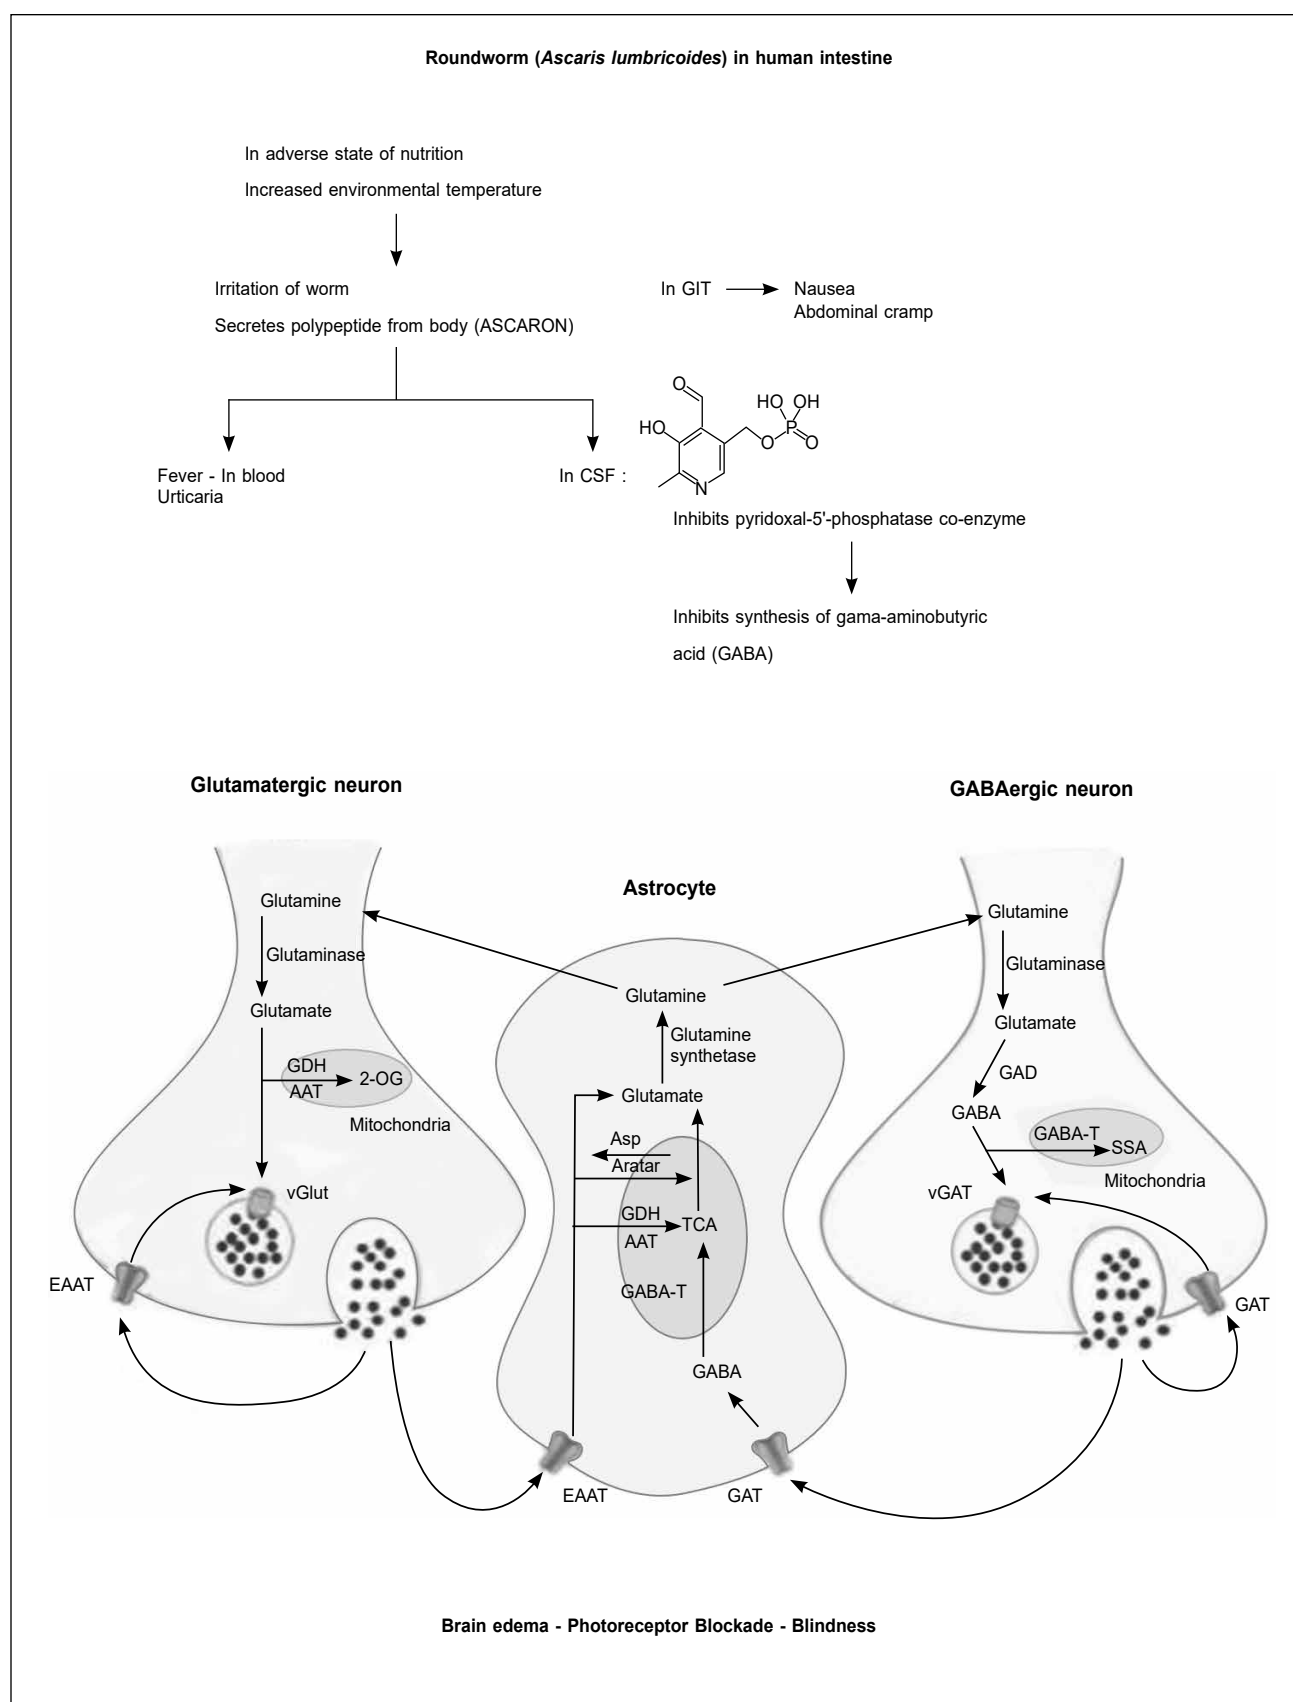 Roundworm (Ascaris lumbricoides) in human intestine
In adverse state of nutrition
Increased environmental temperature
Irritation of worm
Secretes polypeptide from body (ASCARON)
In GIT
Nausea
Abdominal cramp
O
HO OH
HO
P
O
O
N
Fever - In blood
Urticaria
In CSF :
Inhibits pyridoxal-5'-phosphatase co-enzyme
Inhibits synthesis of gama-aminobutyric
acid (GABA)
Glutamatergic neuron
GABAergic neuron
Astrocyte
Glutamine
Glutaminase
Glutamate
GDH
AAT
2-OG
Mitochondria
vGlut
EAAT
Glutamine
Glutamine
synthetase
Glutamate
Asp
Aratar
GDH
AAT
TCA
GABA-T
GABA
EAAT
GAT
Glutamine
Glutaminase
Glutamate
GAD
GABA
GABA-T
SSA
Mitochondria
vGAT
GAT
Brain edema - Photoreceptor Blockade - Blindness